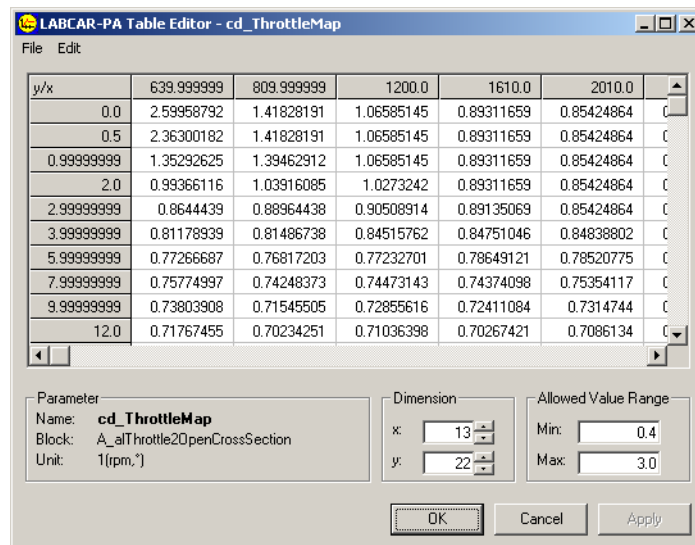 LABCAR-PA Table Editor - cd_ThrottleMap
File Edit
y/x 639.999999 809.999999 1200.0 1610.0 2010.0
0.0 2.59958792 1.41828191 1.06585145 0.89311659 0.85424864
0.5 2.36300182 1.41828191 1.06585145 0.89311659 0.85424864
0.99999999 1.35292625 1.39462912 1.06585145 0.89311659 0.85424864
2.0 0.99366116 1.03916085 1.0273242 0.89311659 0.85424864
2.99999999 0.8644439 0.88964438 0.90508914 0.89135069 0.85424864
3.99999999 0.81178939 0.81486738 0.84515762 0.84751046 0.84838802
5.99999999 0.77266687 0.76817203 0.77232701 0.78649121 0.78520775
7.99999999 0.75774997 0.74248373 0.74473143 0.74374098 0.75354117
9.99999999 0.73803908 0.71545505 0.72855616 0.72411084 0.7314744
12.0 0.71767455 0.70234251 0.71036398 0.70267421 0.7086134
Parameter
Name: cd_ThrottleMap
Block: A_alThrottle2OpenCrossSection
Unit: 1(rpm,°)
Dimension
x: 13
y: 22
Allowed Value Range
Min: 0.4
Max: 3.0
OK Cancel Apply